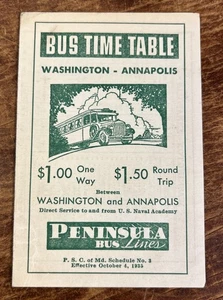 BUS TIME TABLE
WASHINGTON - ANNAPOLIS
$1.00 One Way
$1.50 Round Trip
Between
WASHINGTON and ANNAPOLIS
Direct Service to and from U. S. Naval Academy
PENINSULA
BUS Lines
P. S. C. of Md. Schedule No. 3
Effective October 4, 1935